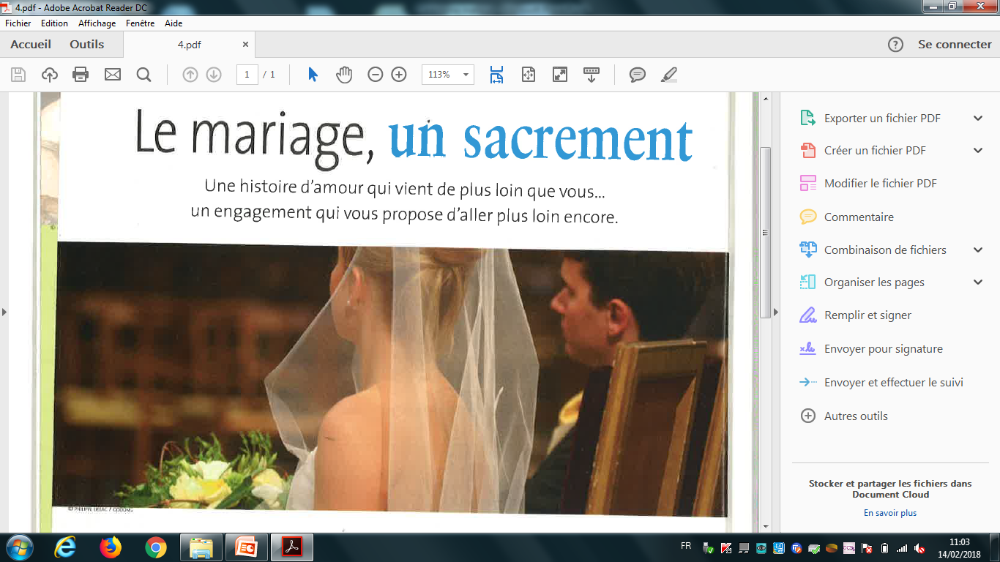 4.pdf - Adobe Acrobat Reader DC
Fichier Edition Affichage Fenêtre Aide
Accueil Outils 4.pdf × ? Se connecter
1 / 1 113%
Le mariage, un sacrement
Une histoire d'amour qui vient de plus loin que vous...
un engagement qui vous propose d'aller plus loin encore.
© PHILIPPE LISSAC / GODONG
Exporter un fichier PDF
Créer un fichier PDF
Modifier le fichier PDF
Commentaire
Combinaison de fichiers
Organiser les pages
Remplir et signer
Envoyer pour signature
Envoyer et effectuer le suivi
Autres outils
Stocker et partager les fichiers dans
Document Cloud
En savoir plus
FR
11:03
14/02/2018